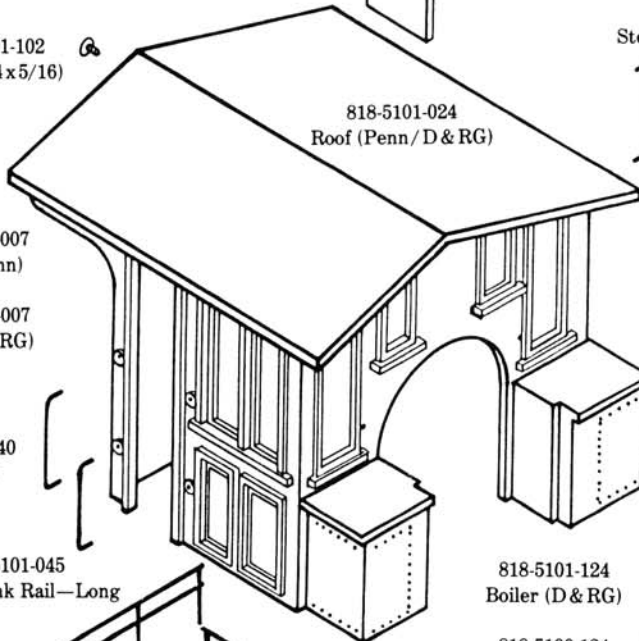 1-102
4x5/16)
818-5101-024
Roof (Penn/D&RG)
007
nn)
007
RG)
40
101-045
nk Rail—Long
818-5101-124
Boiler (D&RG)